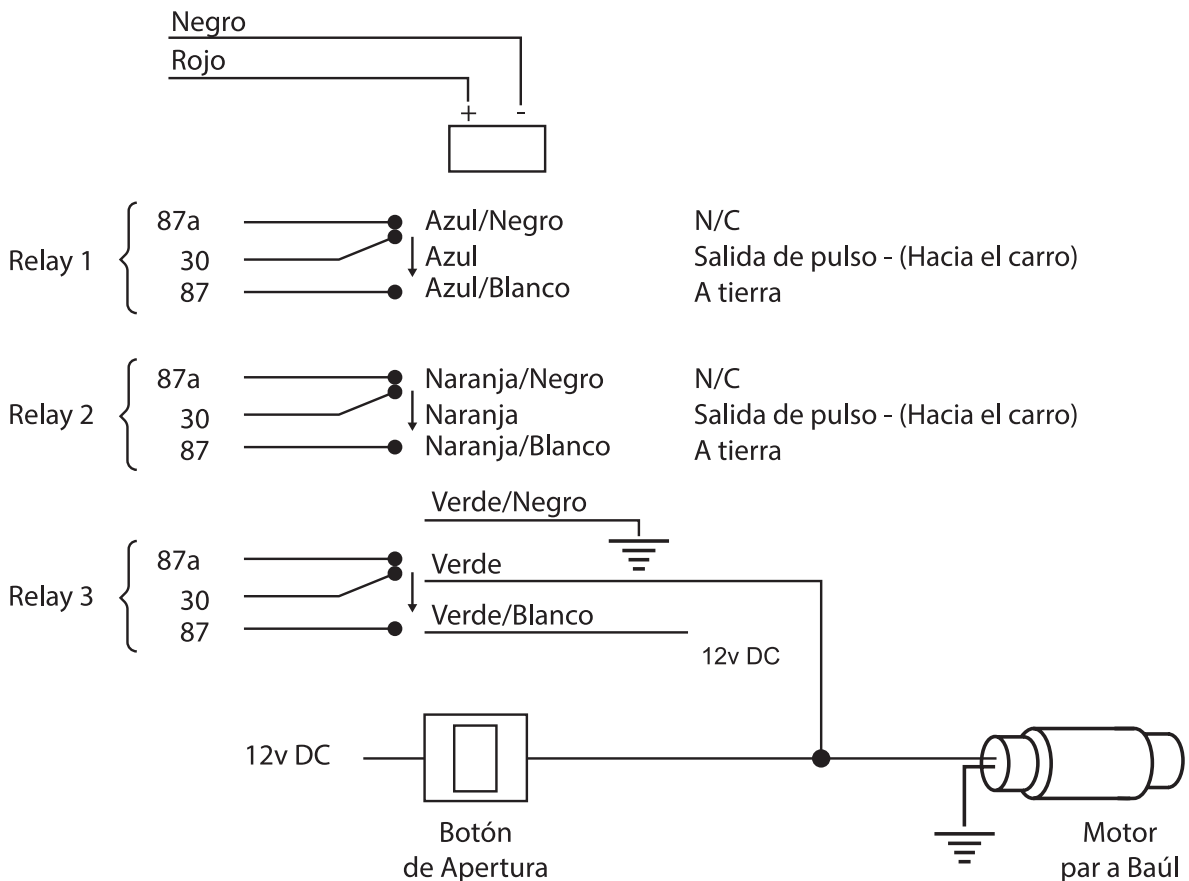 Negro
Rojo
+ -
Relay 1
87a Azul/Negro N/C
30 Azul Salida de pulso - (Hacia el carro)
87 Azul/Blanco A tierra
Relay 2
87a Naranja/Negro N/C
30 Naranja Salida de pulso - (Hacia el carro)
87 Naranja/Blanco A tierra
Verde/Negro
Relay 3
87a Verde
30
87 Verde/Blanco
12v DC
12v DC
Botón
de Apertura
Motor
par a Baúl